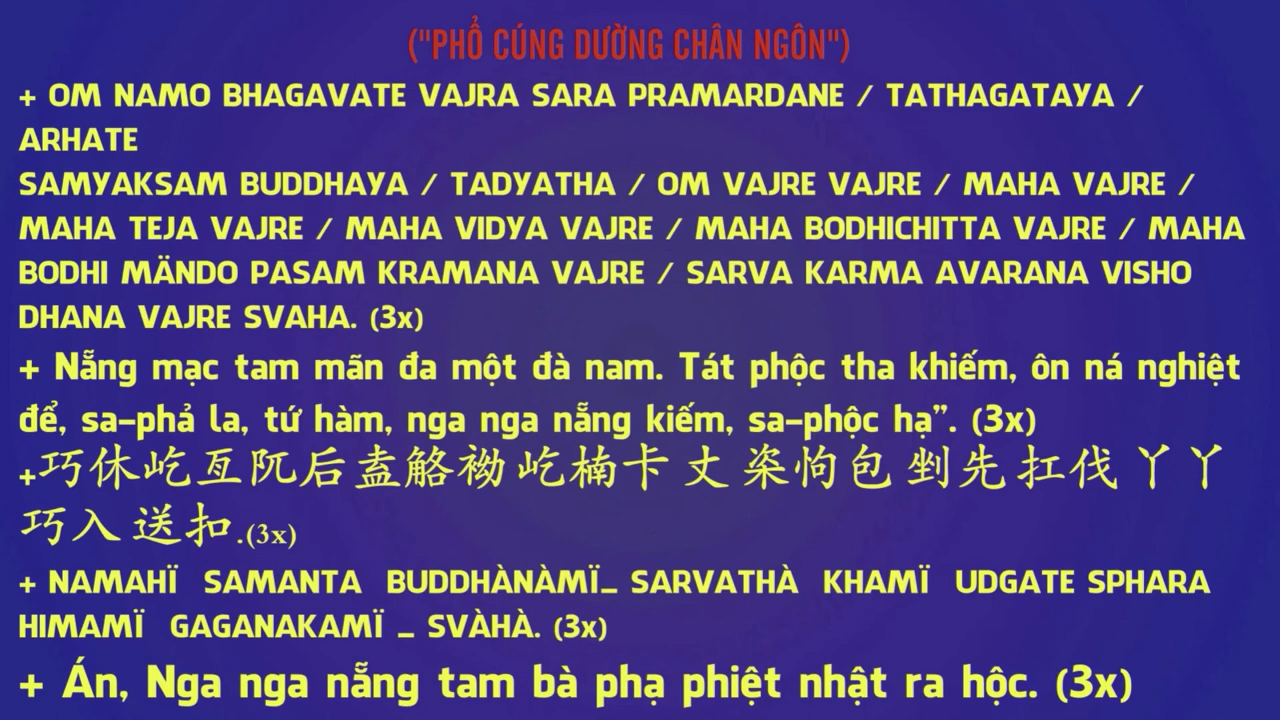 ("PHỔ CÚNG DƯỜNG CHÂN NGÔN")
+ OM NAMO BHAGAVATE VAJRA SARA PRAMARDANE / TATHAGATAYA /
ARHATE
SAMYAKSAM BUDDHAYA / TADYATHA / OM VAJRE VAJRE / MAHA VAJRE /
MAHA TEJA VAJRE / MAHA VIDYA VAJRE / MAHA BODHICHITTA VAJRE / MAHA
BODHI MÄNDO PASAM KRAMANA VAJRE / SARVA KARMA AVARANA VISHO
DHANA VAJRE SVAHA. (3x)
+ Nẵng mạc tam mãn đa một đà nam. Tát phộc tha khiếm, ôn ná nghiệt
để, sa-phả la, tứ hàm, nga nga nẵng kiếm, sa-phộc hạ”. (3x)
+巧休屹亙阢后盍觡袎屹楠卡丈栥怐包剉先扛伐丫丫
巧入送扣.(3x)
+ NAMAHÏ SAMANTA BUDDHÀNÀMÏ_ SARVATHÀ KHAMÏ UDGATE SPHARA
HIMAMÏ GAGANAKAMÏ _ SVÀHÀ. (3x)
+ Án, Nga nga nẵng tam bà phạ phiệt nhật ra hộc. (3x)